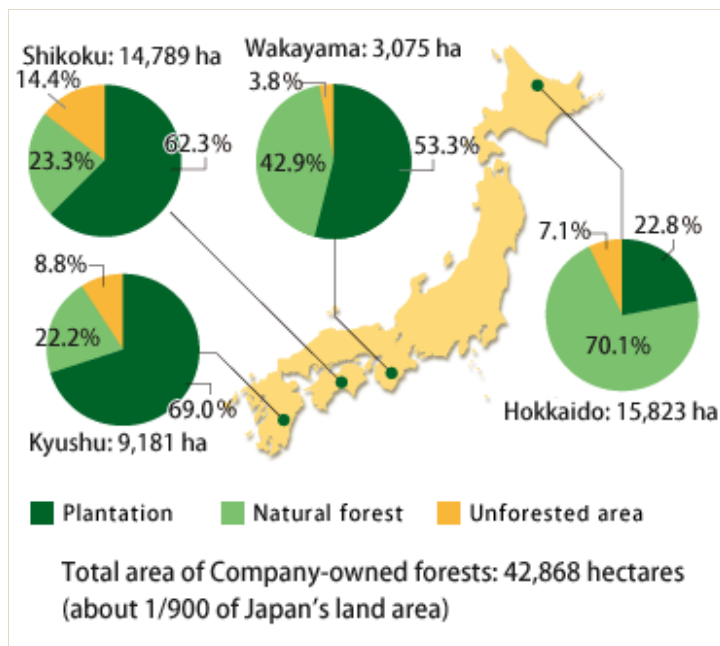 Shikoku: 14,789 ha
14.4%
23.3%
62.3%
Wakayama: 3,075 ha
3.8%
42.9%
53.3%
8.8%
22.2%
69.0%
Kyushu: 9,181 ha
7.1%
22.8%
70.1%
Hokkaido: 15,823 ha
Plantation
Natural forest
Unforested area
Total area of Company-owned forests: 42,868 hectares
(about 1/900 of Japan's land area)